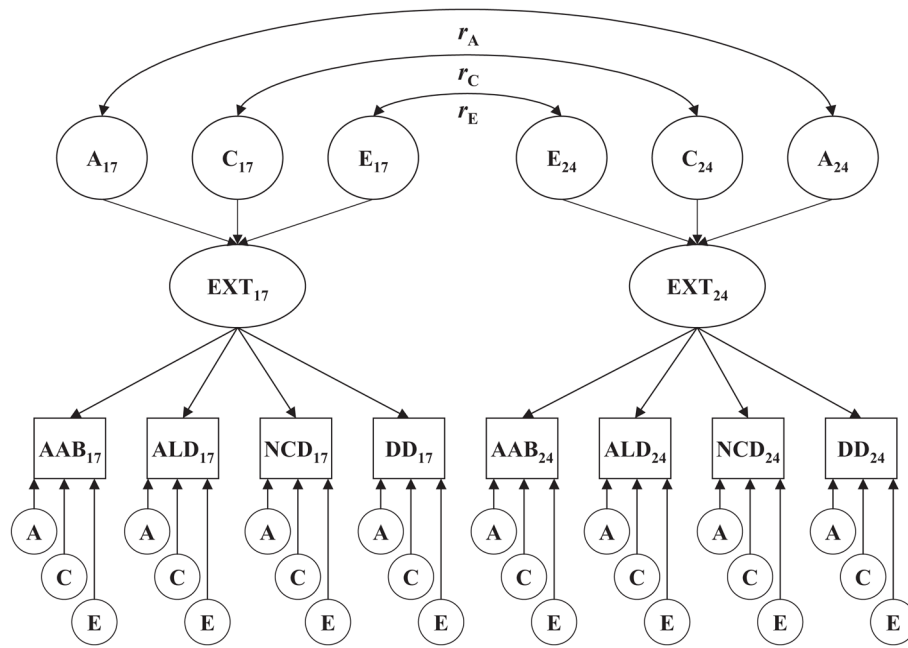 r_A
r_C
r_E
A_17 C_17 E_17 E_24 C_24 A_24
EXT_17 EXT_24
AAB_17 ALD_17 NCD_17 DD_17 AAB_24 ALD_24 NCD_24 DD_24
A A A A A A A A
C C C C C C C C
E E E E E E E E